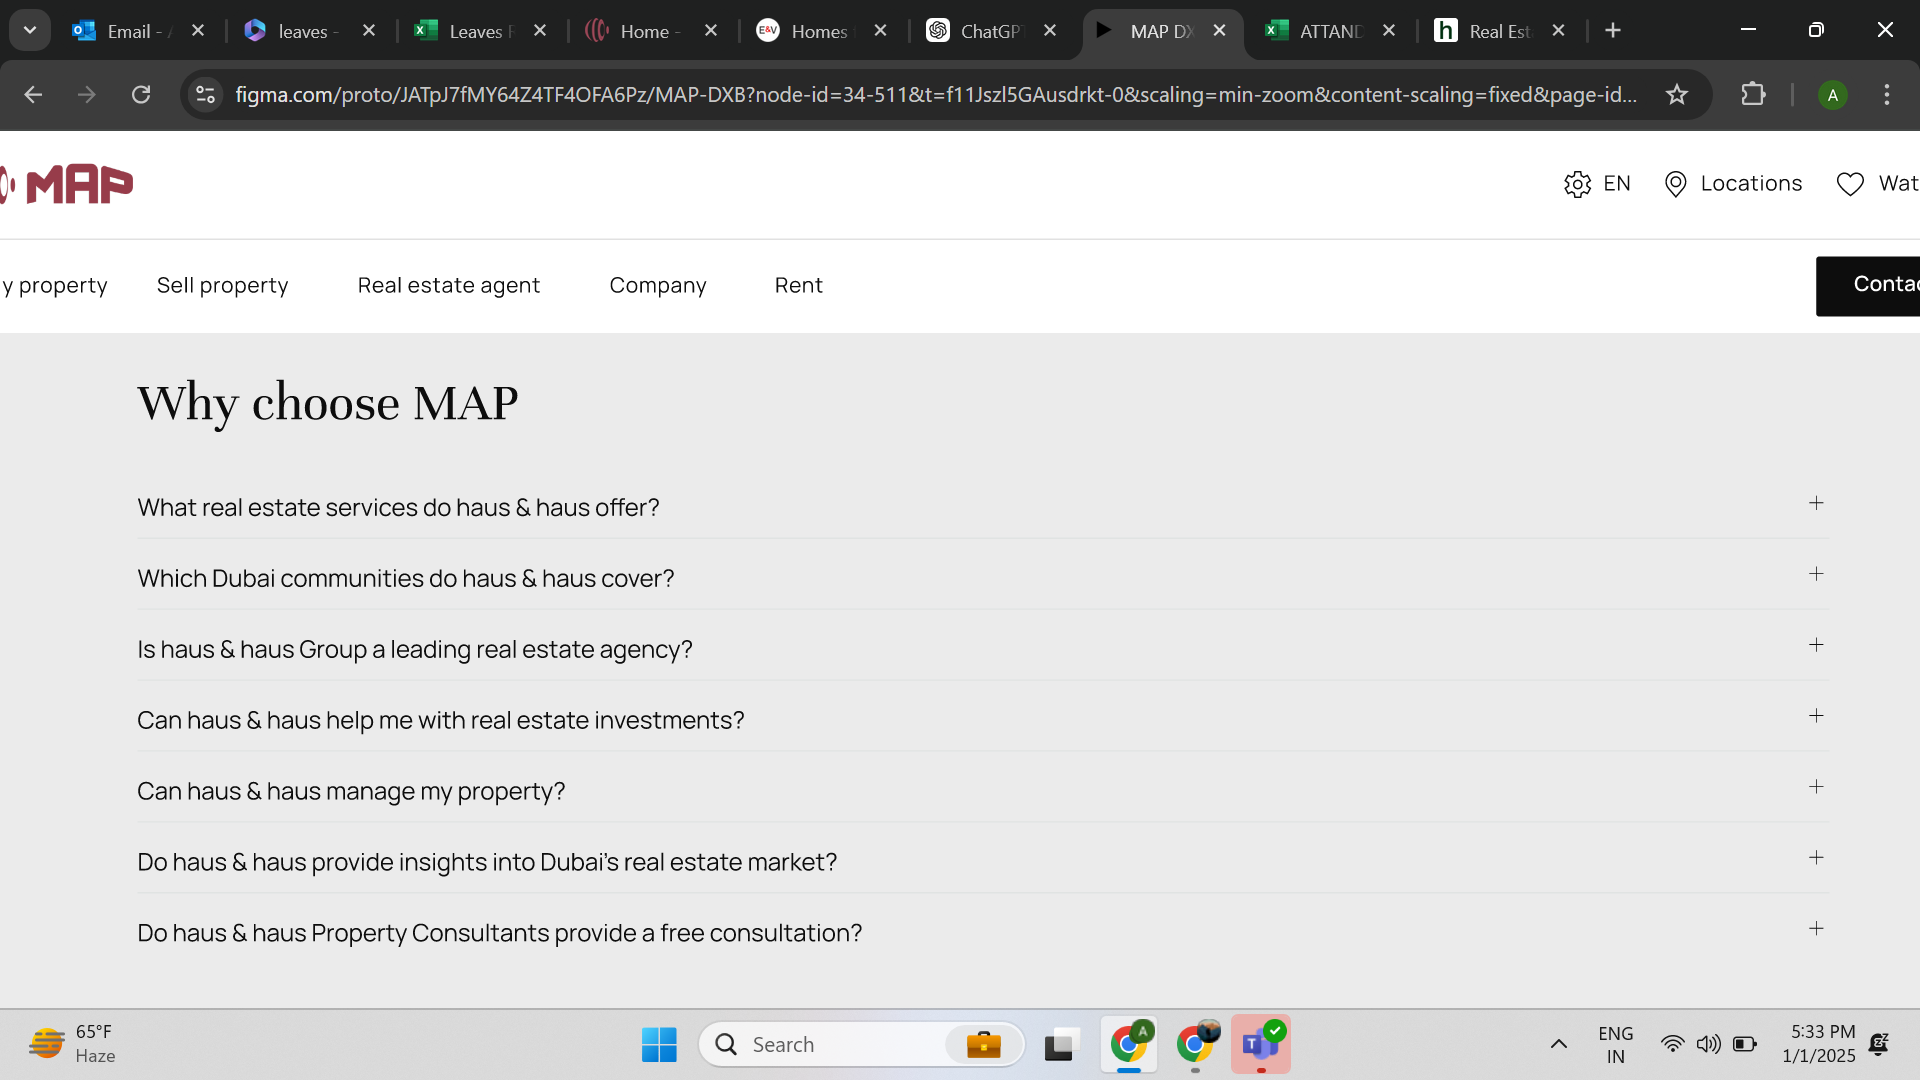 Email -
leaves -
Leaves
Home -
Homes
ChatGP
MAP DX
ATTAND
Real Est
figma.com/proto/JATpJ7fMY64Z4TF4OFA6Pz/MAP-DXB?node-id=34-511&t=f11Jszl5GAusdrkt-0&scaling=min-zoom&content-scaling=fixed&page-id...
A
MAP
EN
Locations
Wat
y property
Sell property
Real estate agent
Company
Rent
Contac
Why choose MAP
What real estate services do haus & haus offer?
Which Dubai communities do haus & haus cover?
Is haus & haus Group a leading real estate agency?
Can haus & haus help me with real estate investments?
Can haus & haus manage my property?
Do haus & haus provide insights into Dubai's real estate market?
Do haus & haus Property Consultants provide a free consultation?
65°F
Haze
Search
ENG
IN
5:33 PM
1/1/2025